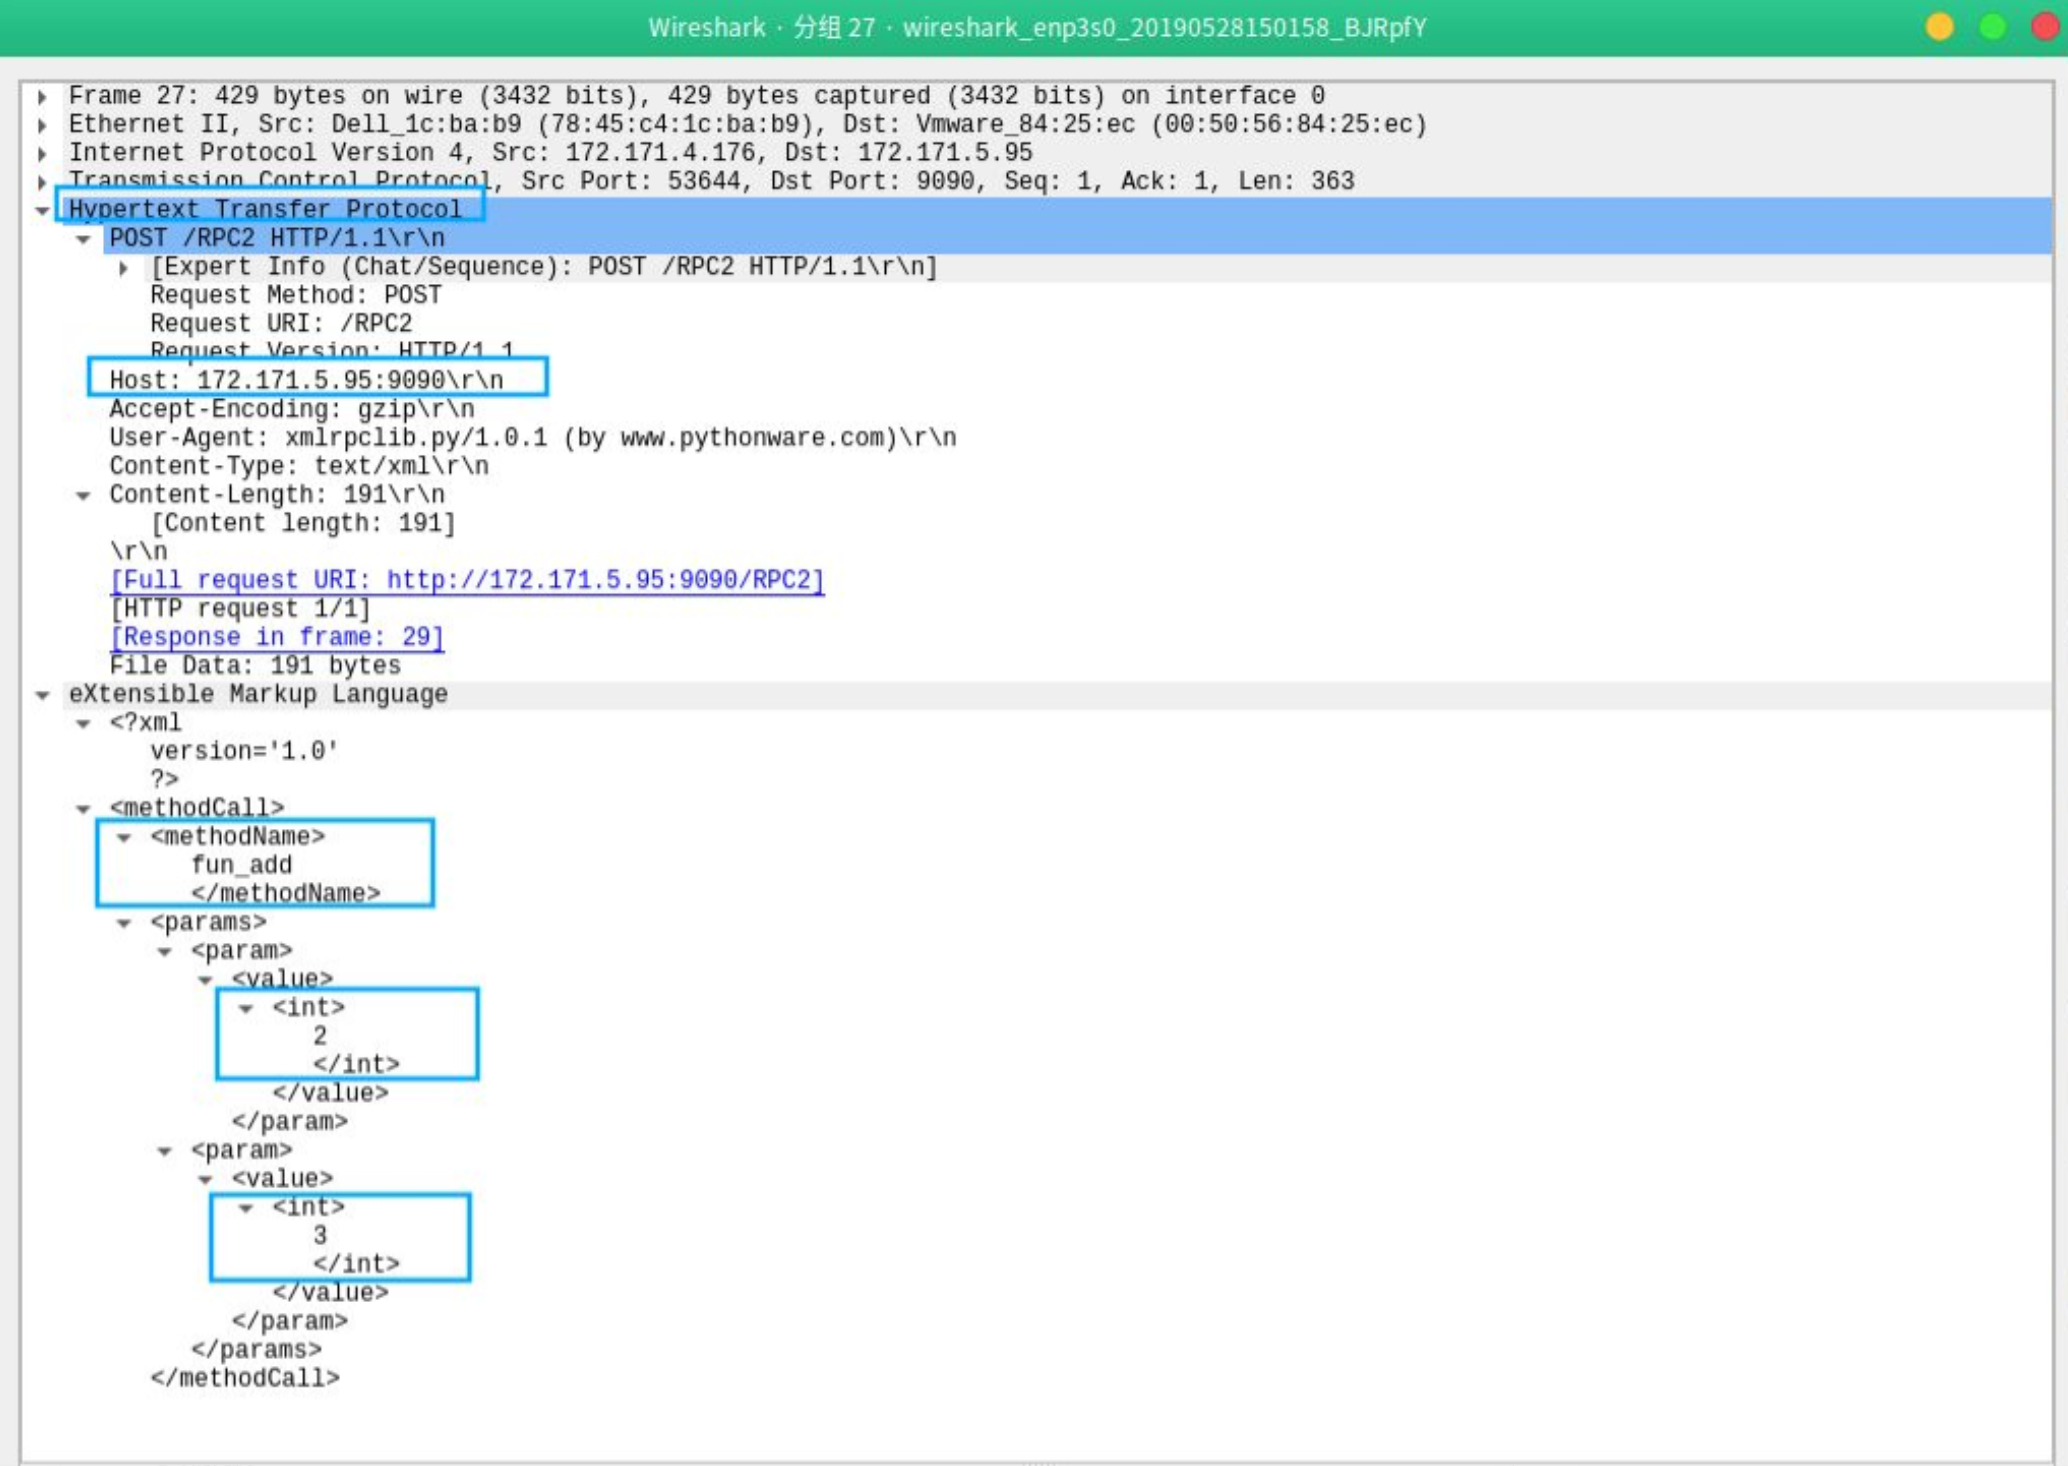 Wireshark · 分组 27 · wireshark_enp3s0_20190528150158_BJRpfY
Frame 27: 429 bytes on wire (3432 bits), 429 bytes captured (3432 bits) on interface 0
Ethernet II, Src: Dell_1c:ba:b9 (78:45:c4:1c:ba:b9), Dst: Vmware_84:25:ec (00:50:56:84:25:ec)
Internet Protocol Version 4, Src: 172.171.4.176, Dst: 172.171.5.95
Transmission Control Protocol, Src Port: 53644, Dst Port: 9090, Seq: 1, Ack: 1, Len: 363
Hypertext Transfer Protocol
POST /RPC2 HTTP/1.1\r\n
[Expert Info (Chat/Sequence): POST /RPC2 HTTP/1.1\r\n]
Request Method: POST
Request URI: /RPC2
Request Version: HTTP/1.1
Host: 172.171.5.95:9090\r\n
Accept-Encoding: gzip\r\n
User-Agent: xmlrpclib.py/1.0.1 (by www.pythonware.com)\r\n
Content-Type: text/xml\r\n
Content-Length: 191\r\n
[Content length: 191]
\r\n
[Full request URI: http://172.171.5.95:9090/RPC2]
[HTTP request 1/1]
[Response in frame: 29]
File Data: 191 bytes
eXtensible Markup Language
<?xml
version='1.0'
?>
<methodCall>
<methodName>
fun_add
</methodName>
<params>
<param>
<value>
<int>
2
</int>
</value>
</param>
<param>
<value>
<int>
3
</int>
</value>
</param>
</params>
</methodCall>